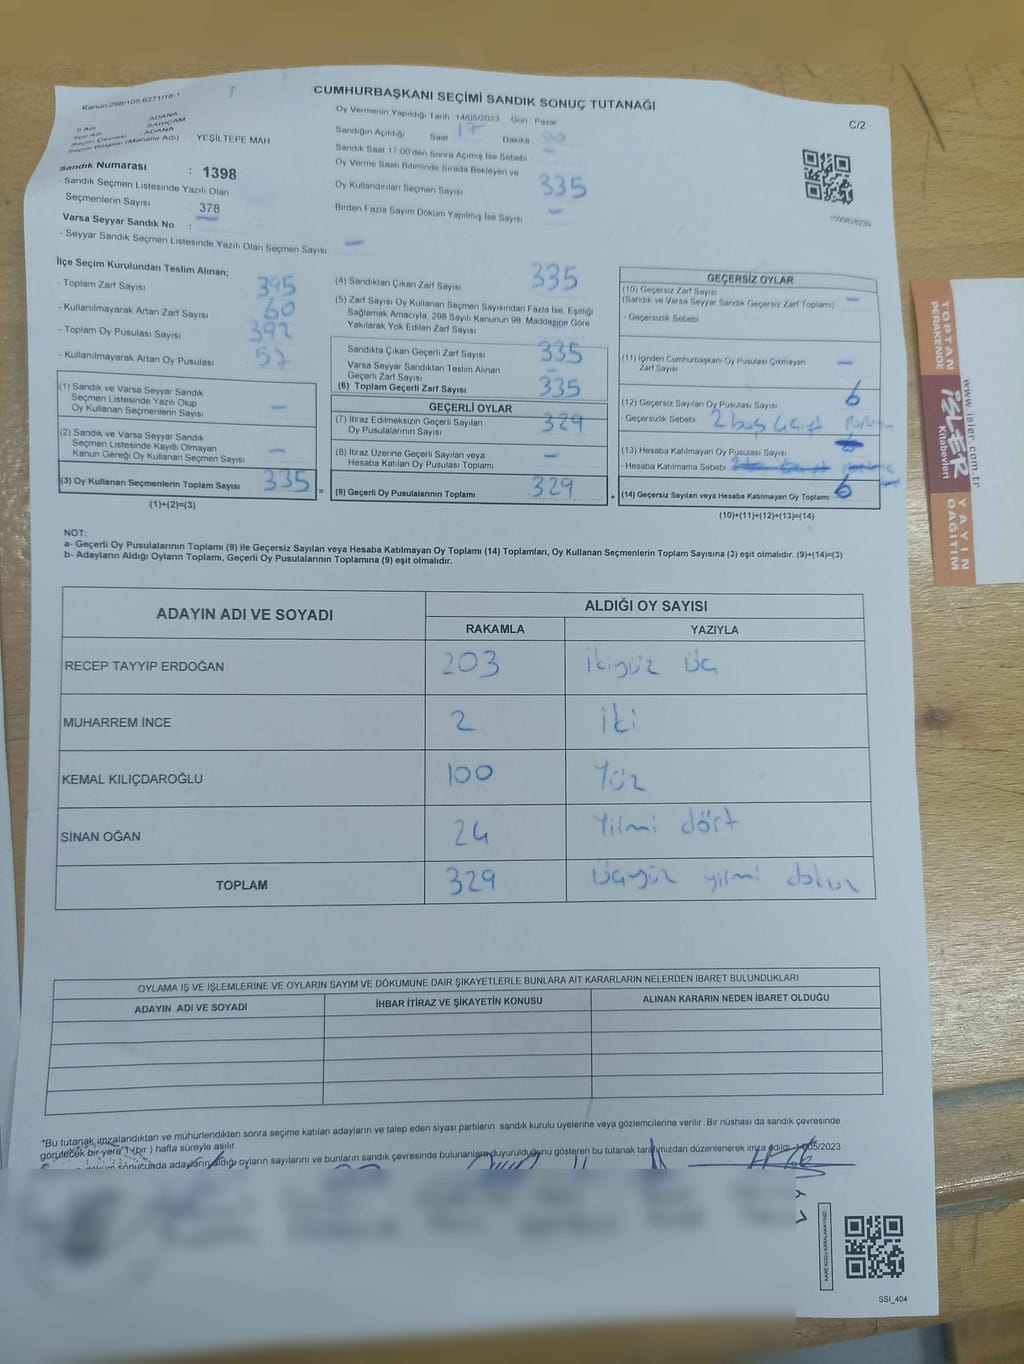 Kanun:298/105 6271/18-1
CUMHURBAŞKANI SEÇİMİ SANDIK SONUÇ TUTANAĞI
C/2
İli Adı : ADANA
İlçe Adı : SARIÇAM
Seçim Çevresi : ADANA
Seçim Bölgesi (Mahalle Adı) YEŞİLTEPE MAH
Sandık Numarası : 1398
- Sandık Seçmen Listesinde Yazılı Olan
Seçmenlerin Sayısı : 378
Varsa Seyyar Sandık No : -
- Seyyar Sandık Seçmen Listesinde Yazılı Olan Seçmen Sayısı : -
Oy Vermenin Yapıldığı Tarih 14/05/2023 Gün : Pazar
Sandığın Açıldığı Saat 17 Dakika 00
Sandık Saat 17:00'den Sonra Açımış İse Sebebi -
Oy Verme Saati Bitiminde Sırada Bekleyen ve
Oy Kullandırılan Seçmen Sayısı 335
Birden Fazla Sayım Döküm Yapılmış İse Sayısı -
İlçe Seçim Kurulundan Teslim Alınan;
- Toplam Zarf Sayısı 395
- Kullanılmayarak Artan Zarf Sayısı 60
- Toplam Oy Pusulası Sayısı 392
- Kullanılmayarak Artan Oy Pusulası 57
(1) Sandık ve Varsa Seyyar Sandık
Seçmen Listesinde Yazılı Olup
Oy Kullanan Seçmenlerin Sayısı -
(2) Sandık ve Varsa Seyyar Sandık
Seçmen Listesinde Kayıtlı Olmayan
Kanun Gereği Oy Kullanan Seçmen Sayısı -
(3) Oy Kullanan Seçmenlerin Toplam Sayısı 335
(1)+(2)=(3)
(4) Sandıktan Çıkan Zarf Sayısı 335
(5) Zarf Sayısı Oy Kullanan Seçmen Sayısından Fazla İse, Eşitliği
Sağlamak Amacıyla, 298 Sayılı Kanunun 98. Maddesine Göre
Yakılarak Yok Edilen Zarf Sayısı -
Sandıkta Çıkan Geçerli Zarf Sayısı 335
Varsa Seyyar Sandıktan Teslim Alınan
Geçerli Zarf Sayısı -
(6) Toplam Geçerli Zarf Sayısı 335
GEÇERLİ OYLAR
(7) İtiraz Edilmeksizin Geçerli Sayılan
Oy Pusulalarının Sayısı 329
(8) İtiraz Üzerine Geçerli Sayılan veya
Hesaba Katılan Oy Pusulası Toplamı -
= (9) Geçerli Oy Pusulalarının Toplamı 329
GEÇERSİZ OYLAR
(10) Geçersiz Zarf Sayısı -
(Sandık ve Varsa Seyyar Sandık Geçersiz Zarf Toplamı)
- Geçersizlik Sebebi
(11) İçinden Cumhurbaşkanı Oy Pusulası Çıkmayan
Zarf Sayısı -
(12) Geçersiz Sayılan Oy Pusulası Sayısı 6
- Geçersizlik Sebebi 2 boş
(13) Hesaba Katılmayan Oy Pusulası Sayısı
- Hesaba Katılmama Sebebi
+ (14) Geçersiz Sayılan veya Hesaba Katılmayan Oy Toplamı 6
(10)+(11)+(12)+(13)=(14)
NOT:
a- Geçerli Oy Pusulalarının Toplamı (9) ile Geçersiz Sayılan veya Hesaba Katılmayan Oy Toplamı (14) Toplamları, Oy Kullanan Seçmenlerin Toplam Sayısına (3) eşit olmalıdır. (9)+(14)=(3)
b- Adayların Aldığı Oyların Toplamı, Geçerli Oy Pusulalarının Toplamına (9) eşit olmalıdır.
ADAYIN ADI VE SOYADI
ALDIĞI OY SAYISI
RAKAMLA YAZIYLA
RECEP TAYYİP ERDOĞAN 203 ikiyüz üç
MUHARREM İNCE 2 iki
KEMAL KILIÇDAROĞLU 100 Yüz
SİNAN OĞAN 24 Yirmi dört
TOPLAM 329 üçyüz yirmi dokuz
OYLAMA İŞ VE İŞLEMLERİNE VE OYLARIN SAYIM VE DÖKÜMÜNE DAİR ŞİKAYETLERLE BUNLARA AİT KARARLARIN NELERDEN İBARET BULUNDUKLARI
ADAYIN ADI VE SOYADI İHBAR İTİRAZ VE ŞİKAYETİN KONUSU ALINAN KARARIN NEDEN İBARET OLDUĞU
"Bu tutanak imzalandıktan ve mühürlendikten sonra seçime katılan adayların ve talep eden siyasi partilerin sandık kurulu üyelerine veya gözlemcilerine verilir. Bir nüshası da sandık çevresinde
görülecek bir yere 1 (bir) hafta süreyle asılır.
sonucunda adayların aldığı oyların sayılarını ve bunların sandık çevresinde bulunanlara duyurulduğunu gösteren bu tutanak tarafımızdan düzenlenerek imza edildi. 14/05/2023
SSI_404
TOPTAN
PERAKENDE
İŞLER
Kitabevleri
www.isler.com.tr
YAYIN
DAĞITIM